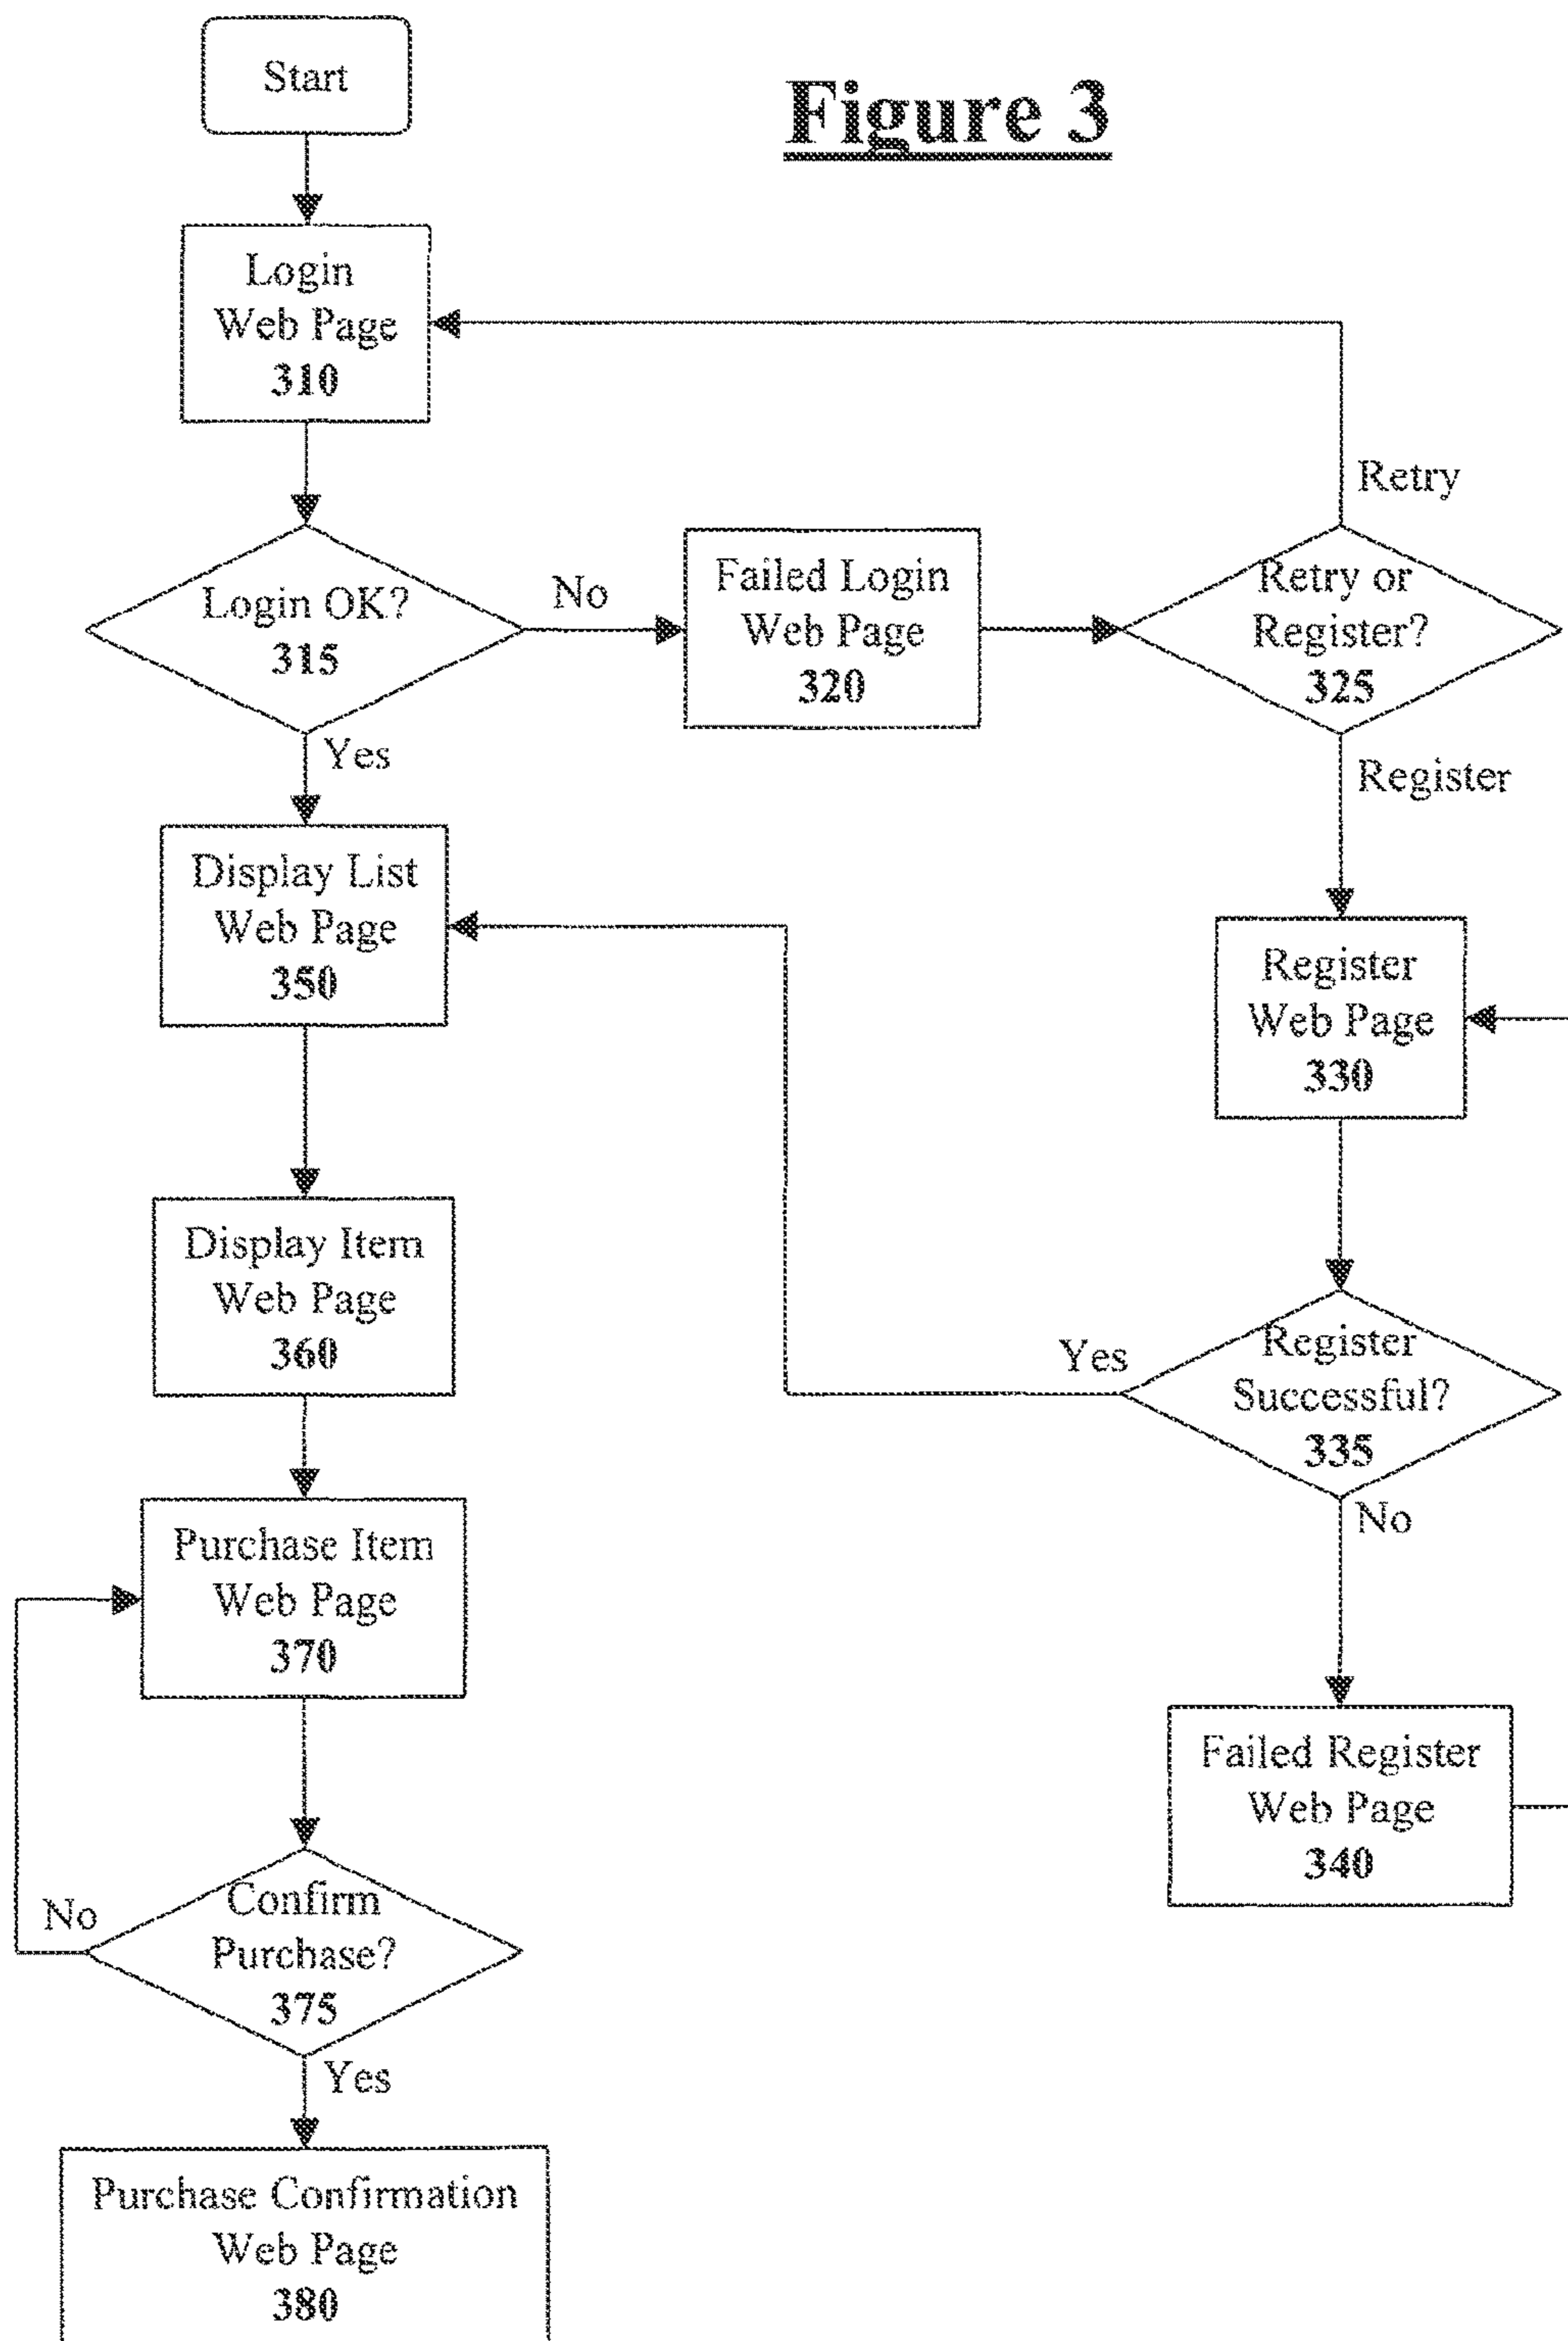 Figure 3
Start
Login
Web Page
310
Login OK?
315
No
Yes
Failed Login
Web Page
320
Retry or
Register?
325
Retry
Register
Register
Web Page
330
Register
Successful?
335
Yes
No
Failed Register
Web Page
340
Display List
Web Page
350
Display Item
Web Page
360
Purchase Item
Web Page
370
Confirm
Purchase?
375
No
Yes
Purchase Confirmation
Web Page
380